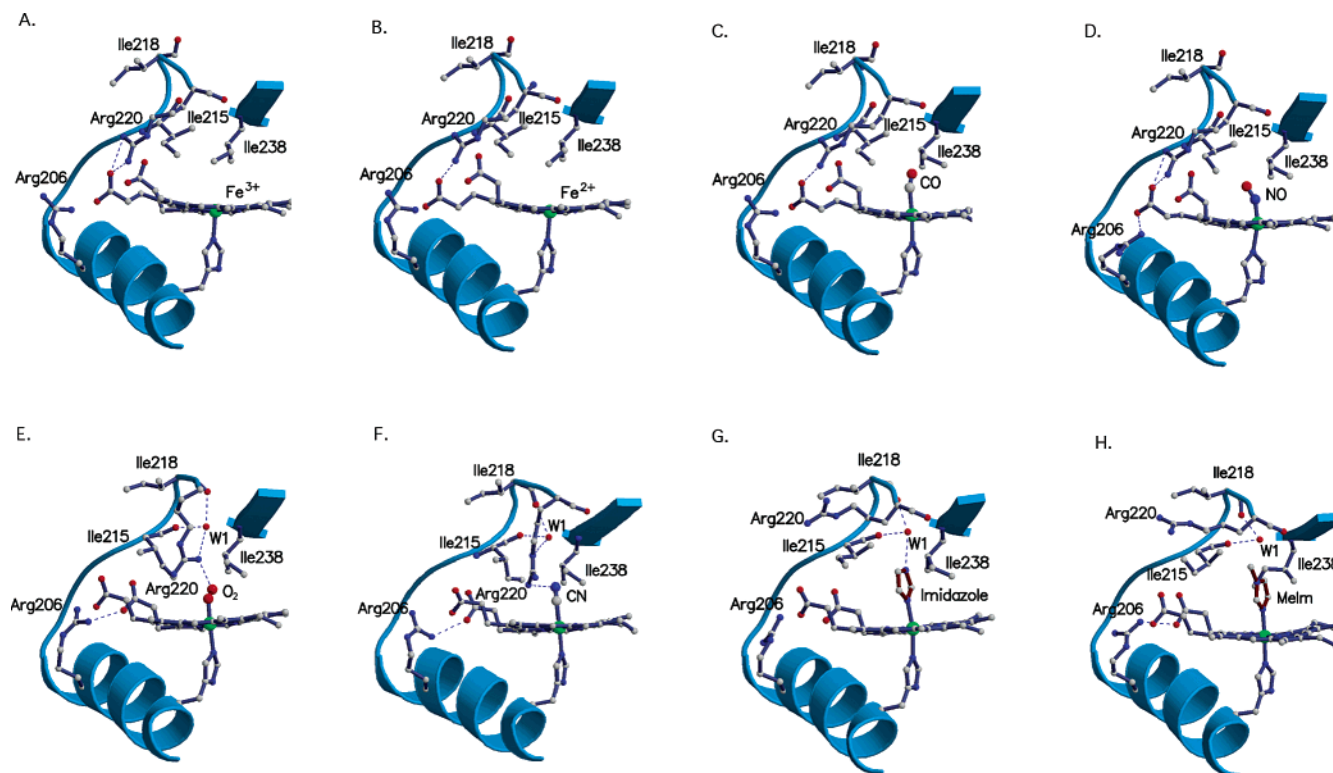 A.
Ile218
Arg220
Ile215
Ile238
Arg206
Fe3+
B.
Ile218
Arg220
Ile215
Ile238
Arg206
Fe2+
C.
Ile218
Arg220
Ile215
Ile238
Arg206
CO
D.
Ile218
Arg220
Ile215
Ile238
NO
Arg206
E.
Ile218
Ile215
W1
Ile238
Arg220
O2
Arg206
F.
Ile218
W1
Ile215
Ile238
Arg220
CN
Arg206
G.
Ile218
Arg220
Ile215
W1
Ile238
Arg206
Imidazole
H.
Ile218
Arg220
W1
Ile215
Ile238
Arg206
MeIm